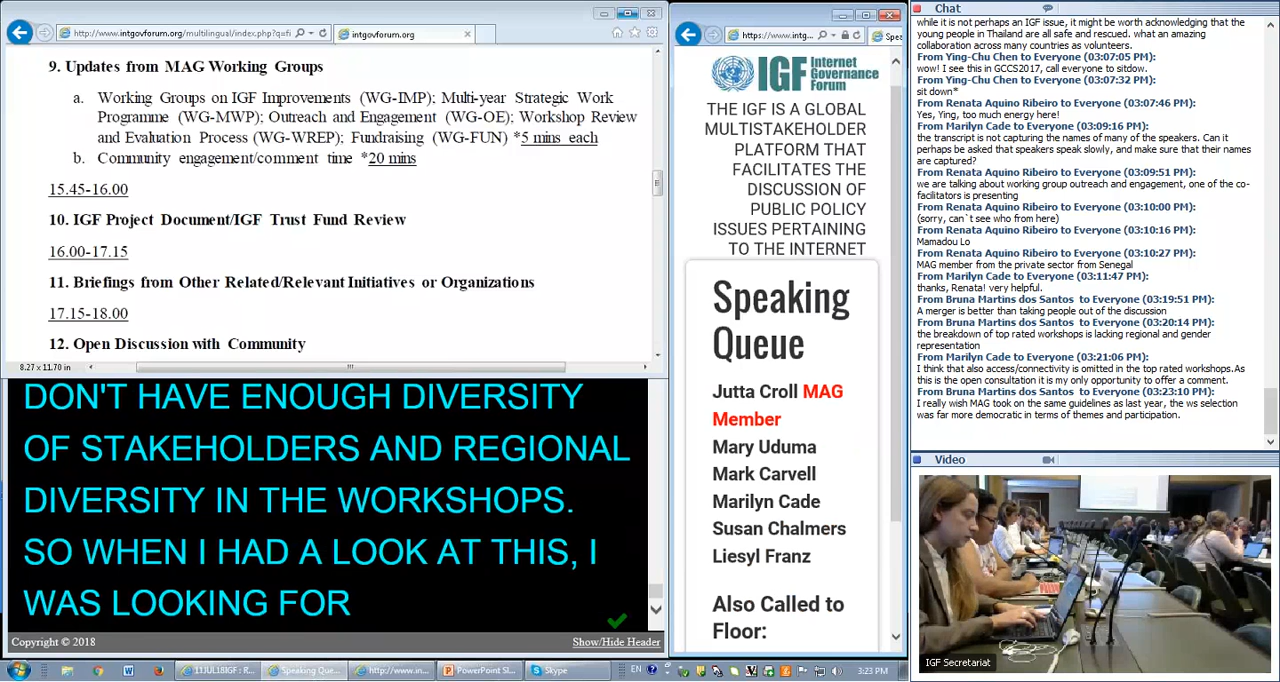 http://www.intgovforum.org/multilingual/index.php?q=fi
intgovforum.org
9. Updates from MAG Working Groups
a. Working Groups on IGF Improvements (WG-IMP); Multi-year Strategic Work
Programme (WG-MWP); Outreach and Engagement (WG-OE); Workshop Review
and Evaluation Process (WG-WREP); Fundraising (WG-FUN) *5 mins each
b. Community engagement/comment time *20 mins
15.45-16.00
10. IGF Project Document/IGF Trust Fund Review
16.00-17.15
11. Briefings from Other Related/Relevant Initiatives or Organizations
17.15-18.00
12. Open Discussion with Community
8.27 x 11.70 in
DON'T HAVE ENOUGH DIVERSITY
OF STAKEHOLDERS AND REGIONAL
DIVERSITY IN THE WORKSHOPS.
SO WHEN I HAD A LOOK AT THIS, I
WAS LOOKING FOR
Copyright © 2018
Show/Hide Header
https://www.intg...
Spe
IGF Internet
Governance
Forum
THE IGF IS A GLOBAL
MULTISTAKEHOLDER
PLATFORM THAT
FACILITATES THE
DISCUSSION OF
PUBLIC POLICY
ISSUES PERTAINING
TO THE INTERNET
Speaking
Queue
Jutta Croll MAG
Member
Mary Uduma
Mark Carvell
Marilyn Cade
Susan Chalmers
Liesyl Franz
Also Called to
Floor:
Chat
while it is not perhaps an IGF issue, it might be worth acknowledging that the
young people in Thailand are all safe and rescued. what an amazing
collaboration across many countries as volunteers.
From Ying-Chu Chen to Everyone (03:07:05 PM):
wow! I see this in GCCS2017, call everyone to sitdow.
From Ying-Chu Chen to Everyone (03:07:32 PM):
sit down*
From Renata Aquino Ribeiro to Everyone (03:07:46 PM):
Yes, Ying, too much energy here!
From Marilyn Cade to Everyone (03:09:16 PM):
the transcript is not capturing the names of many of the speakers. Can it
perhaps be asked that speakers speak slowly, and make sure that their names
are captured?
From Renata Aquino Ribeiro to Everyone (03:09:51 PM):
we are talking about working group outreach and engagement, one of the co-
facilitators is presenting
From Renata Aquino Ribeiro to Everyone (03:10:00 PM):
(sorry, can`t see who from here)
From Renata Aquino Ribeiro to Everyone (03:10:16 PM):
Mamadou Lo
From Renata Aquino Ribeiro to Everyone (03:10:27 PM):
MAG member from the private sector from Senegal
From Marilyn Cade to Everyone (03:11:47 PM):
thanks, Renata! very helpful.
From Bruna Martins dos Santos to Everyone (03:19:51 PM):
A merger is better than taking people out of the discussion
From Bruna Martins dos Santos to Everyone (03:20:14 PM):
the breakdown of top rated workshops is lacking regional and gender
representation
From Marilyn Cade to Everyone (03:21:06 PM):
I think that also access/connectivity is omitted in the top rated workshops.As
this is the open consultation it is my only opportunity to offer a comment.
From Bruna Martins dos Santos to Everyone (03:23:10 PM):
I really wish MAG took on the same guidelines as last year, the ws selection
was far more democratic in terms of themes and participation.
Video
IGF Secretariat
11JUL18IGF : R...
Speaking Que...
http://www.in...
PowerPoint Sl...
Skype
EN
3:23 PM